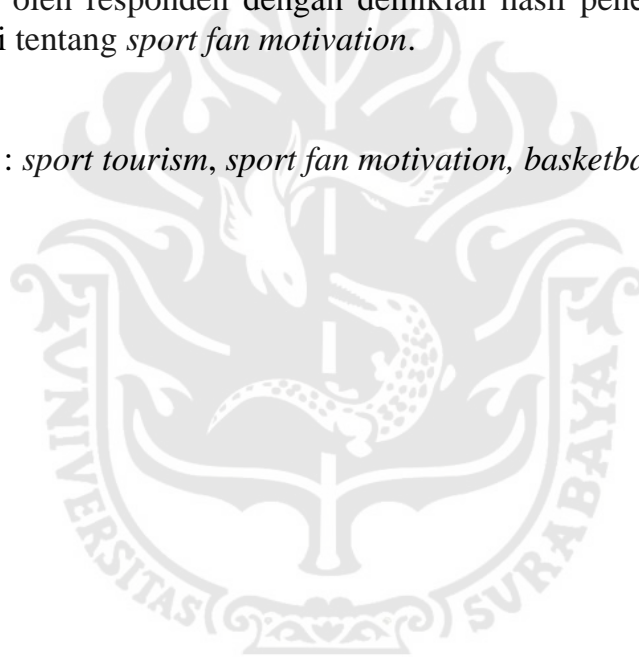 oleh responden dengan demikian hasil pene
i tentang sport fan motivation.
: sport tourism, sport fan motivation, basketba
UNIVERSITAS SURABAYA